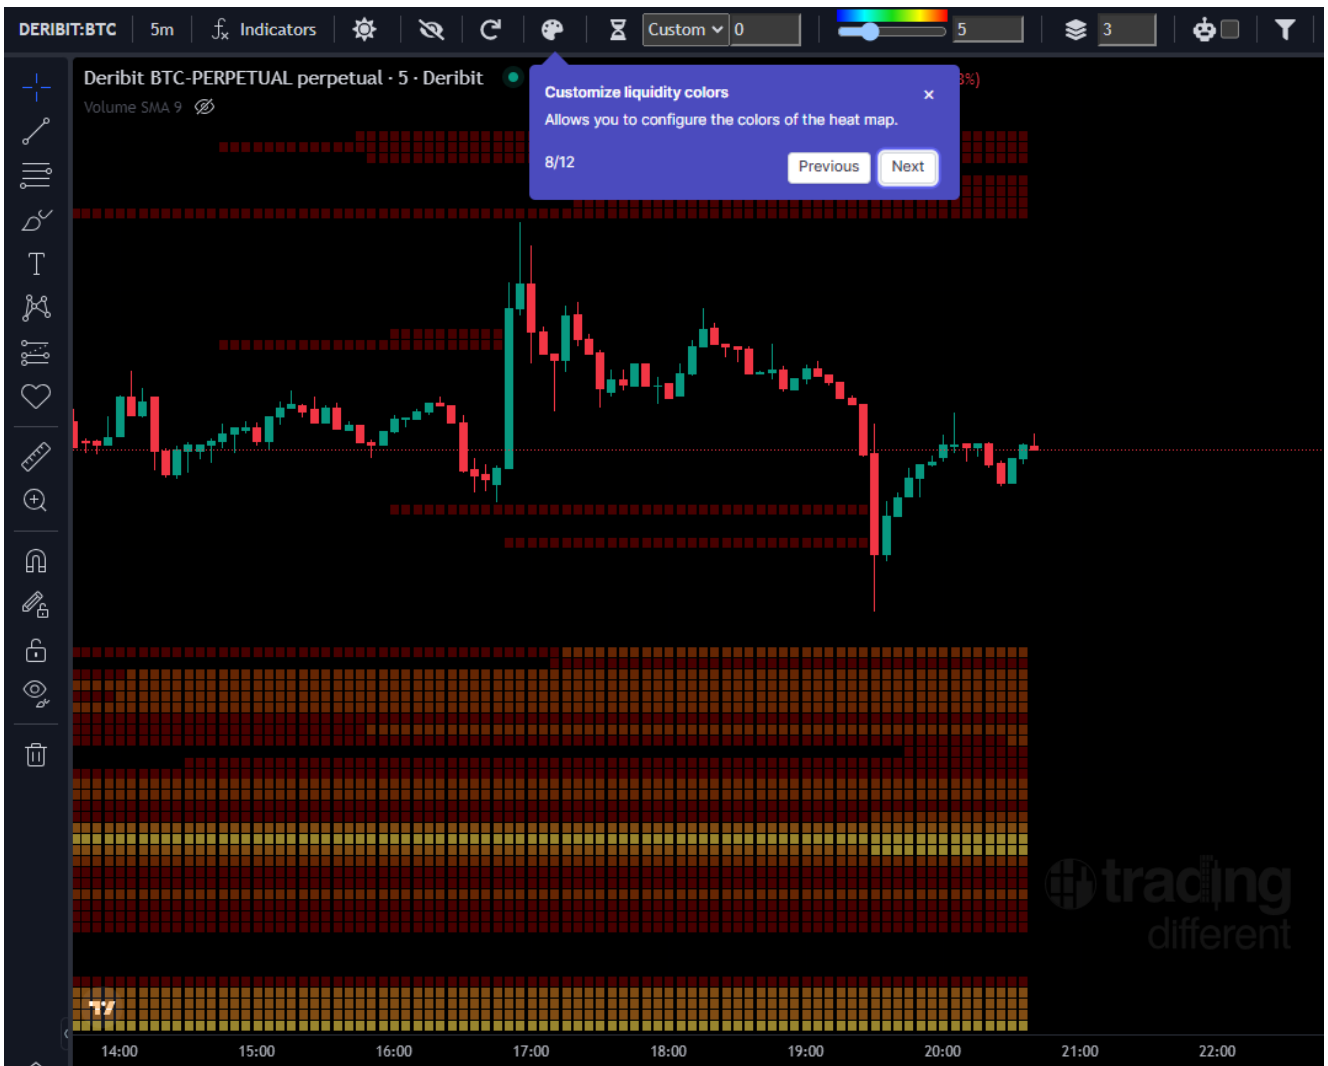 DERIBIT:BTC 5m Indicators Custom 0 5 3
Deribit BTC-PERPETUAL perpetual · 5 · Deribit 3%)
Volume SMA 9
Customize liquidity colors
Allows you to configure the colors of the heat map.
8/12 Previous Next
trading
different
14:00 15:00 16:00 17:00 18:00 19:00 20:00 21:00 22:00